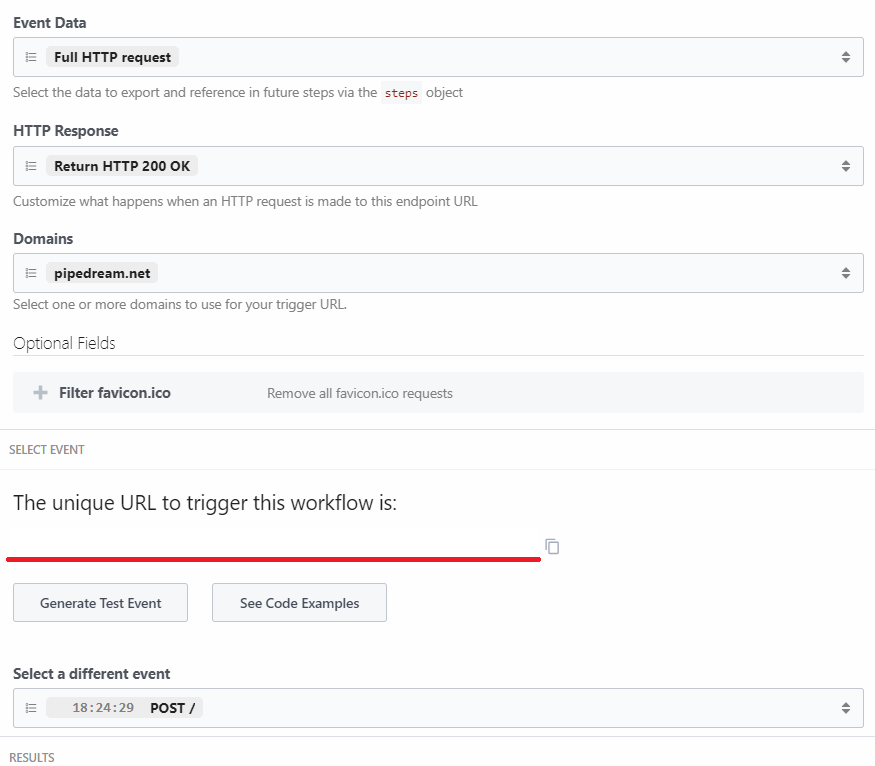 Event Data
Full HTTP request
Select the data to export and reference in future steps via the steps object
HTTP Response
Return HTTP 200 OK
Customize what happens when an HTTP request is made to this endpoint URL
Domains
pipedream.net
Select one or more domains to use for your trigger URL.
Optional Fields
Filter favicon.ico Remove all favicon.ico requests
SELECT EVENT
The unique URL to trigger this workflow is:
Generate Test Event See Code Examples
Select a different event
18:24:29 POST /
RESULTS